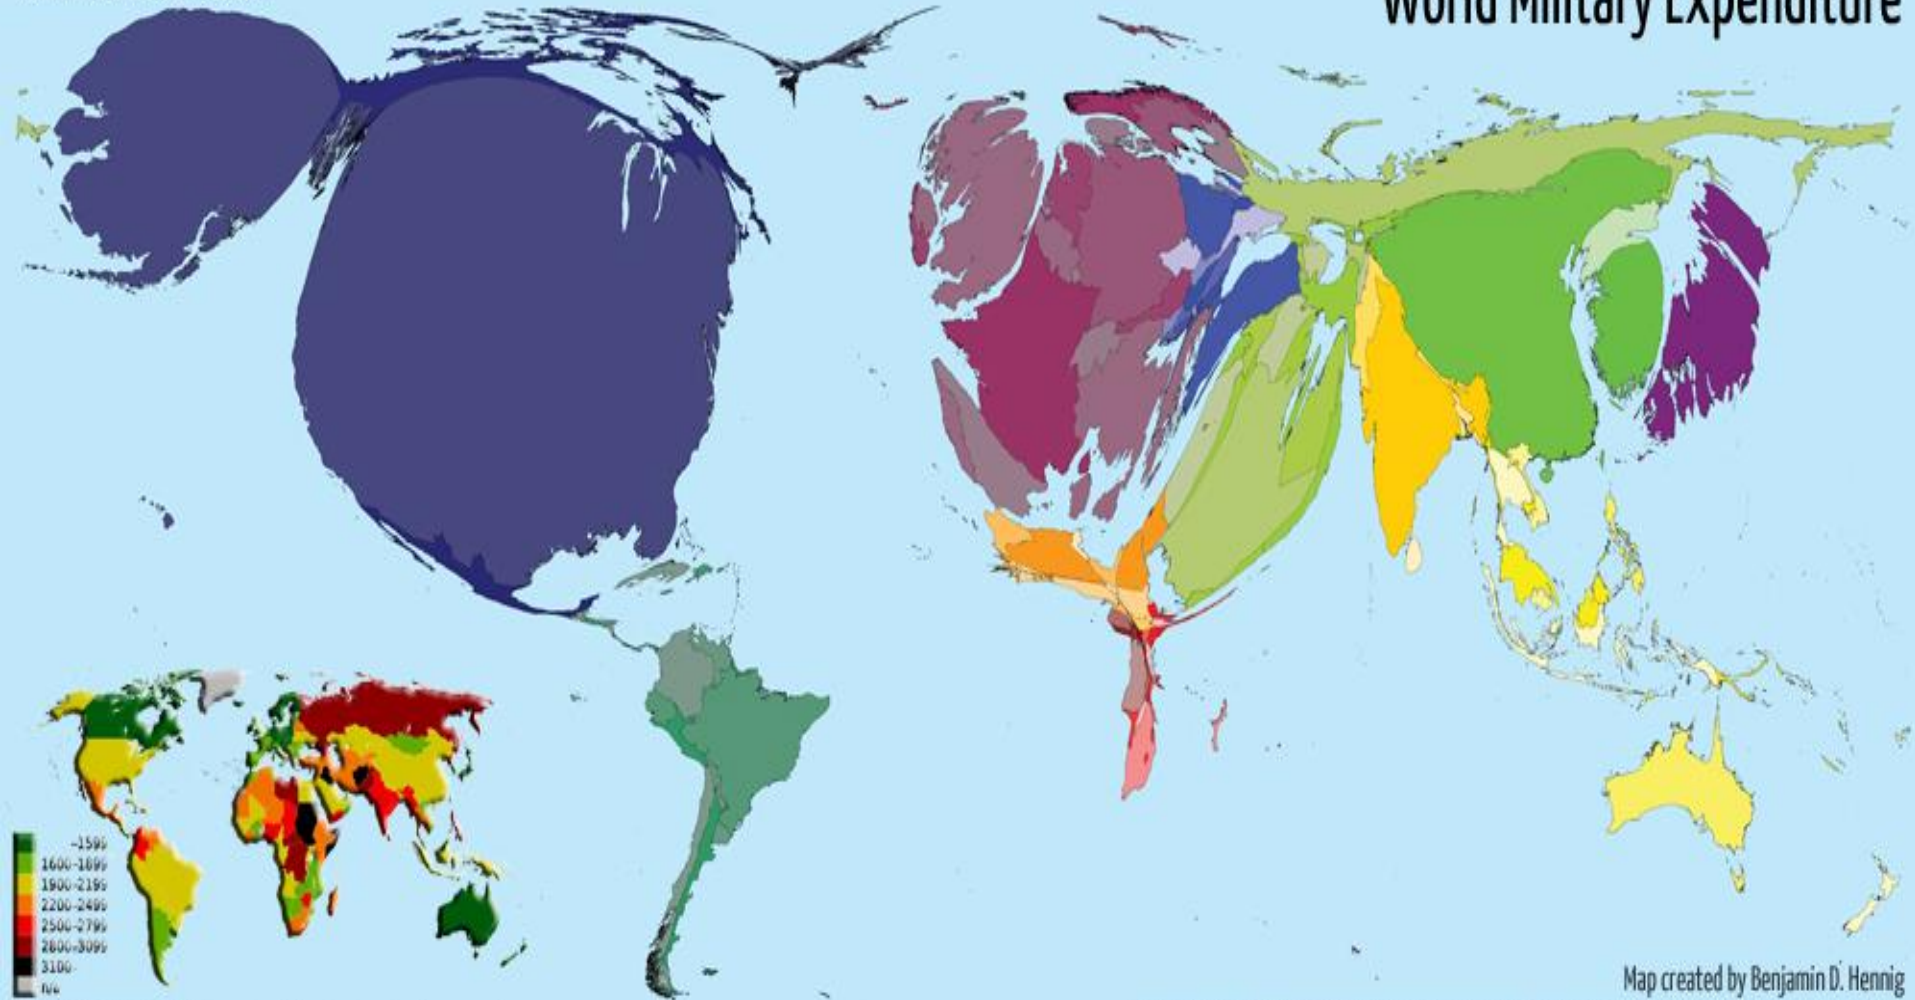 World Military Expenditure
-1599
1600-1899
1900-2199
2200-2499
2500-2799
2800-3099
3100-
n/a
Map created by Benjamin D. Hennig